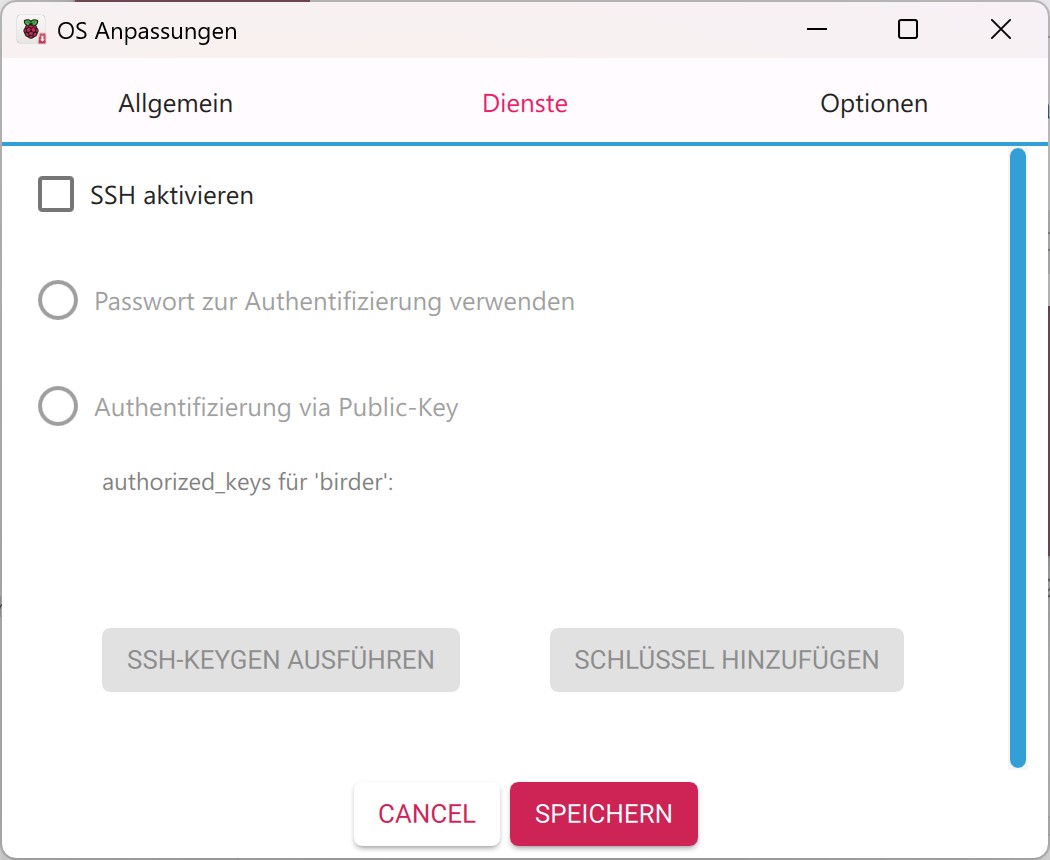 OS Anpassungen
Allgemein Dienste Optionen
SSH aktivieren
Passwort zur Authentifizierung verwenden
Authentifizierung via Public-Key
authorized_keys für 'birder':
SSH-KEYGEN AUSFÜHREN SCHLÜSSEL HINZUFÜGEN
CANCEL SPEICHERN